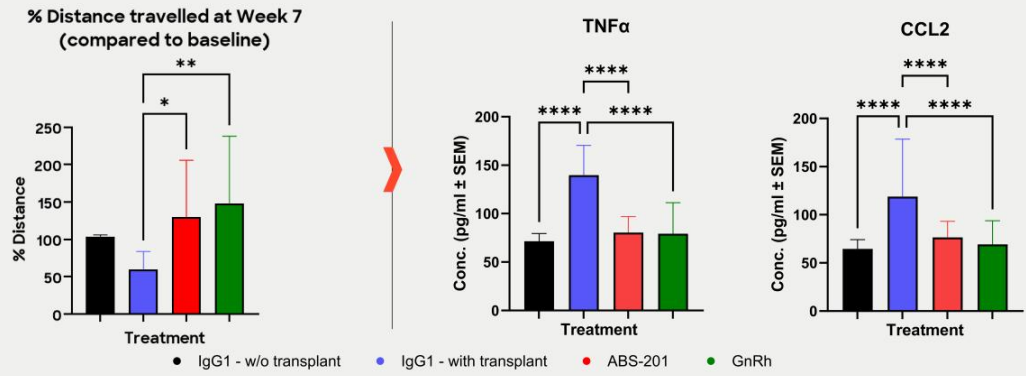 % Distance travelled at Week 7
(compared to baseline)
**
*
250
200
150
100
50
0
% Distance
Treatment
TNFα
****
**** ****
200
150
100
50
0
Conc. (pg/ml ± SEM)
Treatment
CCL2
****
**** ****
200
150
100
50
0
Conc. (pg/ml ± SEM)
Treatment
IgG1 - w/o transplant IgG1 - with transplant ABS-201 GnRh